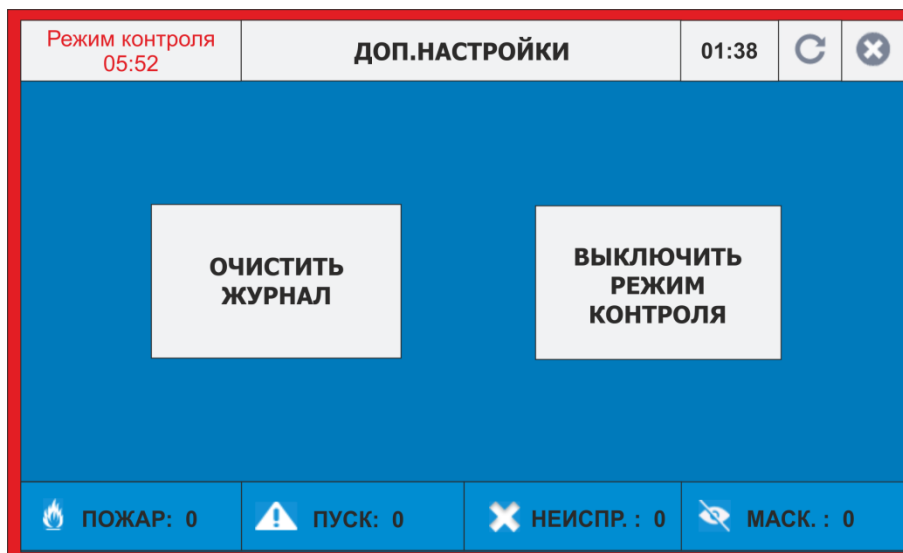 Режим контроля
05:52
ДОП.НАСТРОЙКИ
01:38
ОЧИСТИТЬ
ЖУРНАЛ
ВЫКЛЮЧИТЬ
РЕЖИМ
КОНТРОЛЯ
ПОЖАР: 0
ПУСК: 0
НЕИСПР. : 0
МАСК. : 0